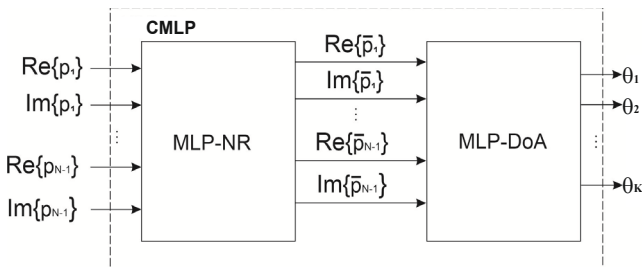 CMLP
Re{p₁}
Im{p₁}
⋮
Re{pN-1}
Im{pN-1}
MLP-NR
Re{p̄₁}
Im{p̄₁}
⋮
Re{p̄N-1}
Im{p̄N-1}
MLP-DoA
θ₁
θ₂
⋮
θK